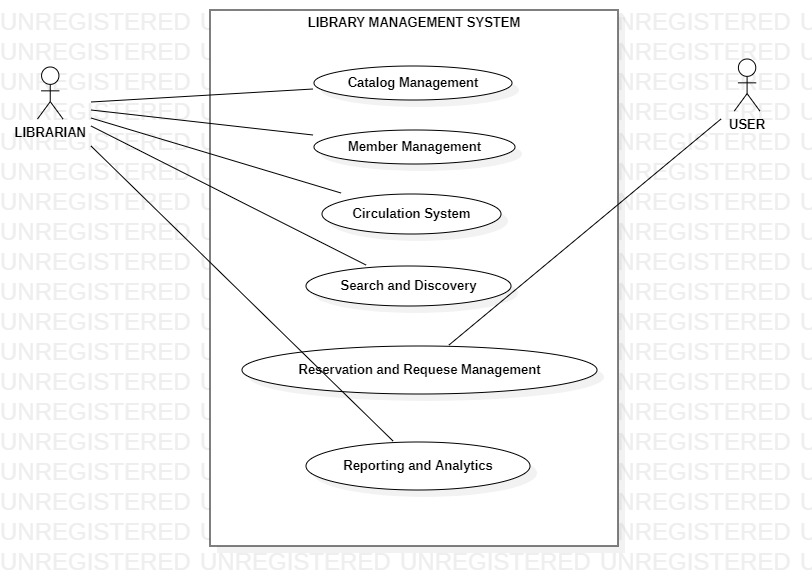 LIBRARY MANAGEMENT SYSTEM
Catalog Management
LIBRARIAN
USER
Member Management
Circulation System
Search and Discovery
Reservation and Requese Management
Reporting and Analytics
UNREGISTERED UNREGISTERED UNREGISTERED UNREGISTERED